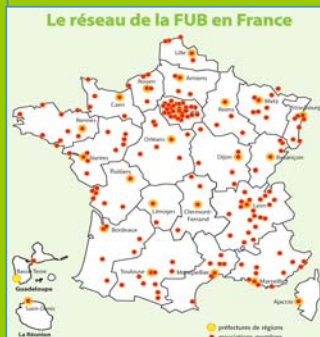 Le réseau de la FUB en France
Lille
Amiens
Rouen
Caen
Reims
Metz
Strasbourg
Rennes
Orléans
Nantes
Dijon
Besançon
Poitiers
Limoges
Clermont-
Ferrand
Lyon
Bordeaux
Toulouse
Montpellier
Marseille
Ajaccio
Basse Terre
Guadeloupe
Saint-Denis
La Réunion
préfectures de régions
associations membres